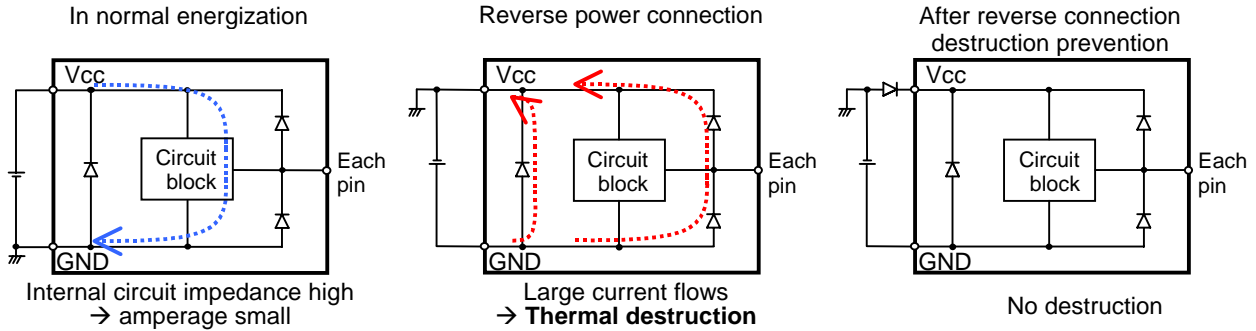 In normal energization
Vcc
Circuit
block
Each
pin
GND
Internal circuit impedance high
→ amperage small
Reverse power connection
Vcc
Circuit
block
Each
pin
GND
Large current flows
→ Thermal destruction
After reverse connection
destruction prevention
Vcc
Circuit
block
Each
pin
GND
No destruction